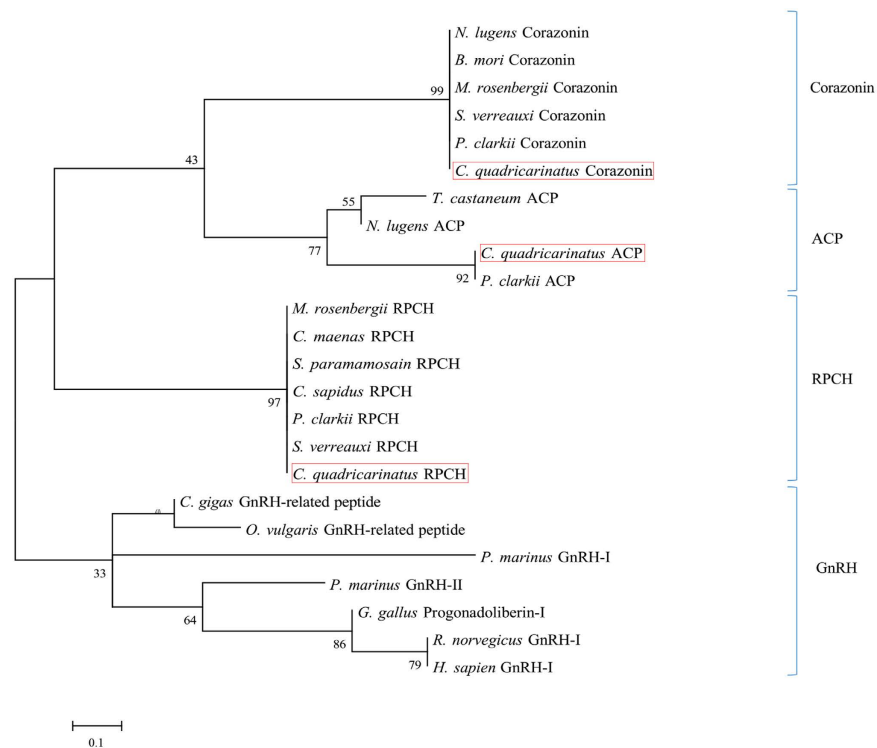 N. lugens Corazonin
B. mori Corazonin
M. rosenbergii Corazonin
S. verreauxi Corazonin
P. clarkii Corazonin
C. quadricarinatus Corazonin
99
Corazonin
43
T. castaneum ACP
55
N. lugens ACP
77
C. quadricarinatus ACP
92
P. clarkii ACP
ACP
M. rosenbergii RPCH
C. maenas RPCH
S. paramamosain RPCH
C. sapidus RPCH
97
P. clarkii RPCH
S. verreauxi RPCH
C. quadricarinatus RPCH
RPCH
C. gigas GnRH-related peptide
O. vulgaris GnRH-related peptide
P. marinus GnRH-I
33
P. marinus GnRH-II
64
G. gallus Progonadoliberin-I
86
R. norvegicus GnRH-I
79
H. sapien GnRH-I
GnRH
0.1